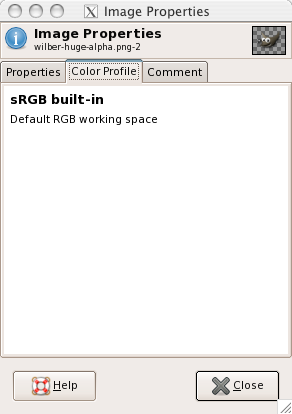 Image Properties
Image Properties
wilber-huge-alpha.png-2
Properties
Color Profile
Comment
sRGB built-in
Default RGB working space
Help
Close